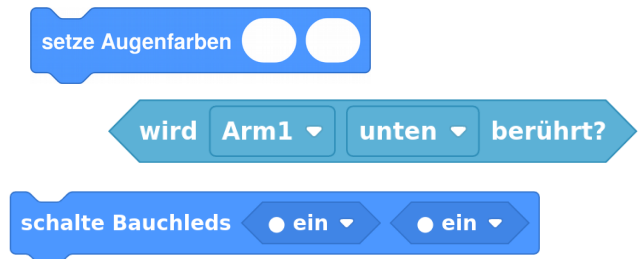 setze Augenfarben
wird Arm1 unten berührt?
schalte Bauchleds ein ein